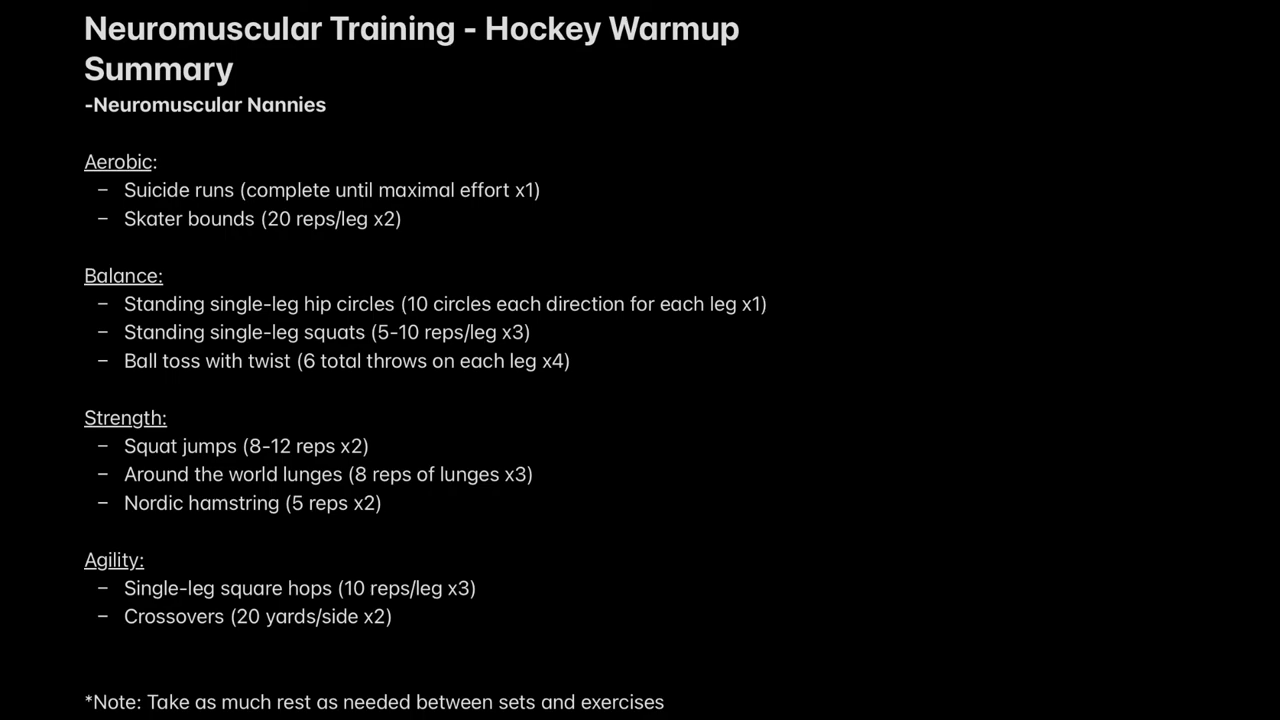 Neuromuscular Training - Hockey Warmup
Summary
-Neuromuscular Nannies
Aerobic:
– Suicide runs (complete until maximal effort x1)
– Skater bounds (20 reps/leg x2)
Balance:
– Standing single-leg hip circles (10 circles each direction for each leg x1)
– Standing single-leg squats (5-10 reps/leg x3)
– Ball toss with twist (6 total throws on each leg x4)
Strength:
– Squat jumps (8-12 reps x2)
– Around the world lunges (8 reps of lunges x3)
– Nordic hamstring (5 reps x2)
Agility:
– Single-leg square hops (10 reps/leg x3)
– Crossovers (20 yards/side x2)
*Note: Take as much rest as needed between sets and exercises